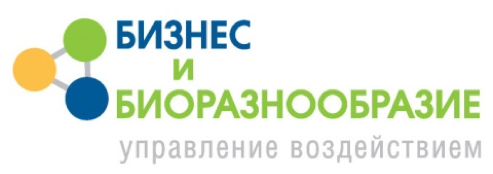 БИЗНЕС
и
БИОРАЗНООБРАЗИЕ
управление воздействием